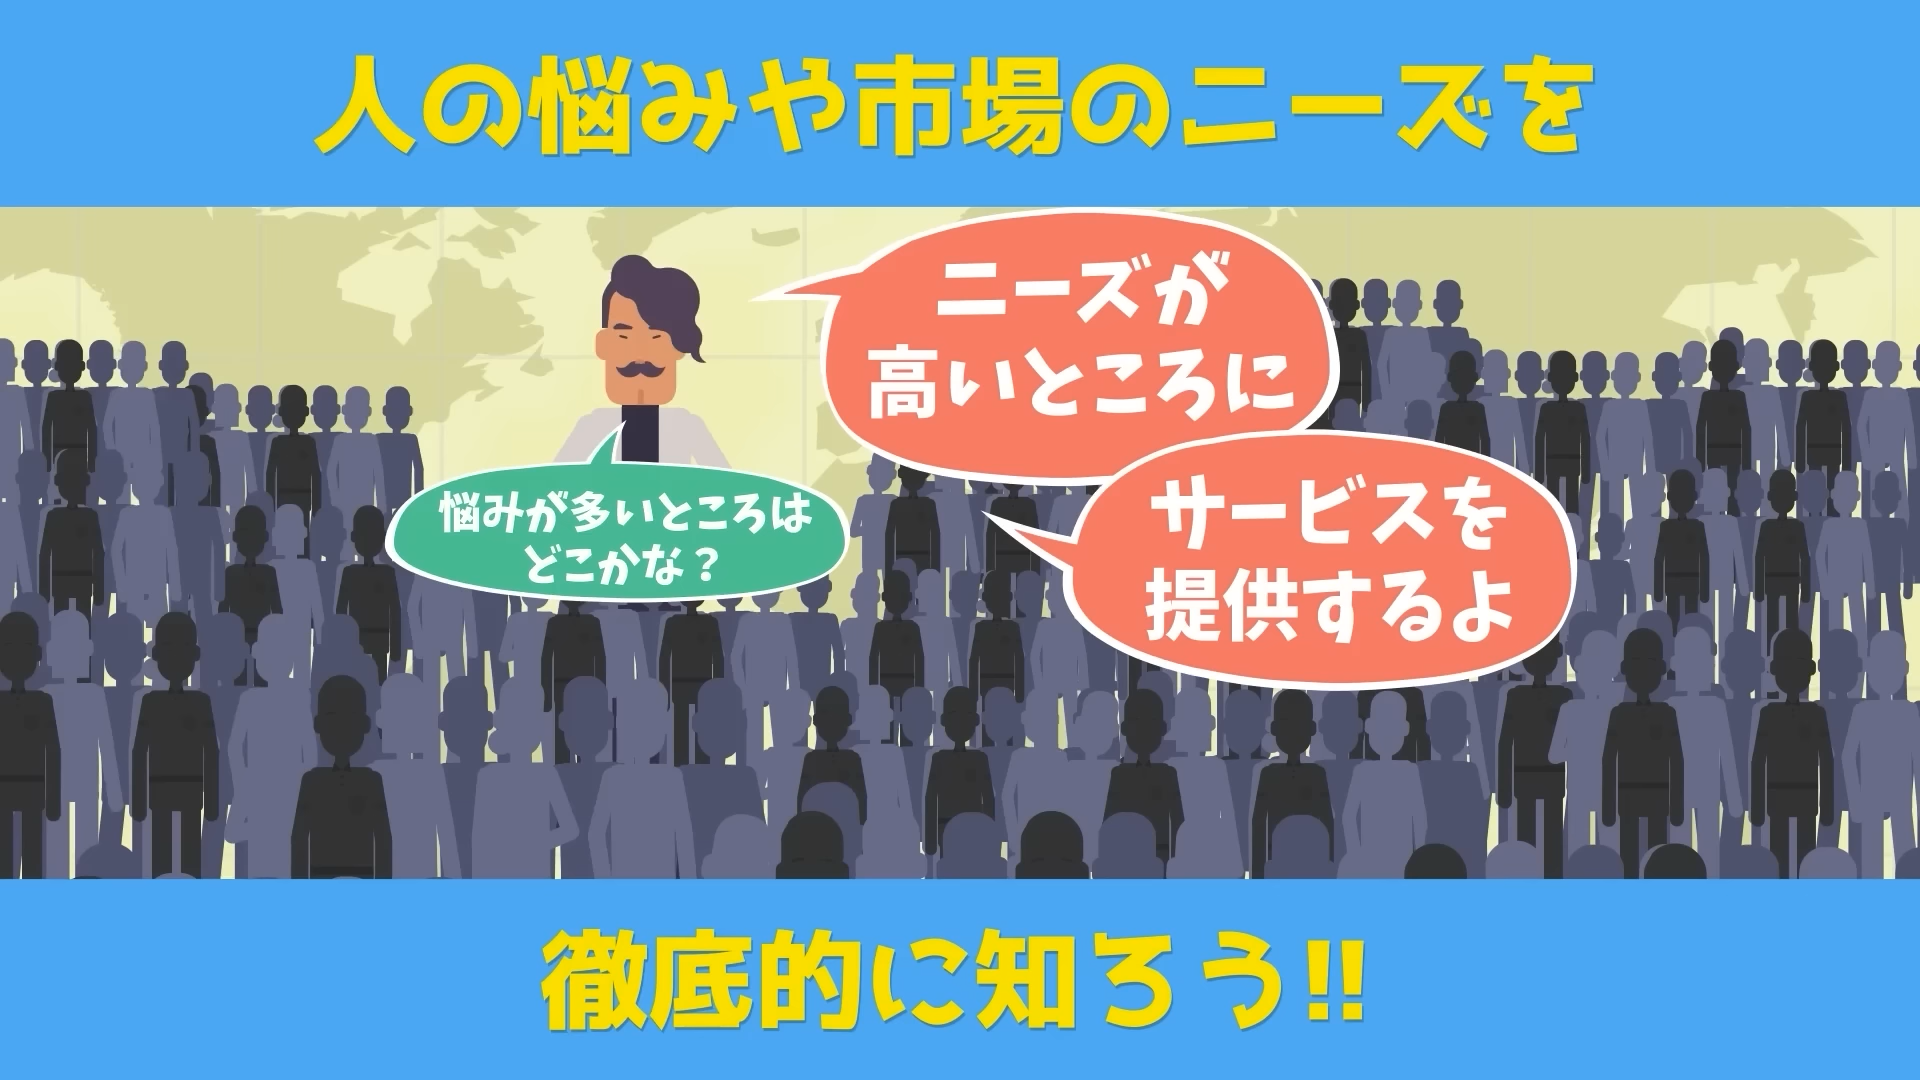 人の悩みや市場のニーズを
ニーズが
高いところに
悩みが多いところは
どこかな？
サービスを
提供するよ
徹底的に知ろう!!